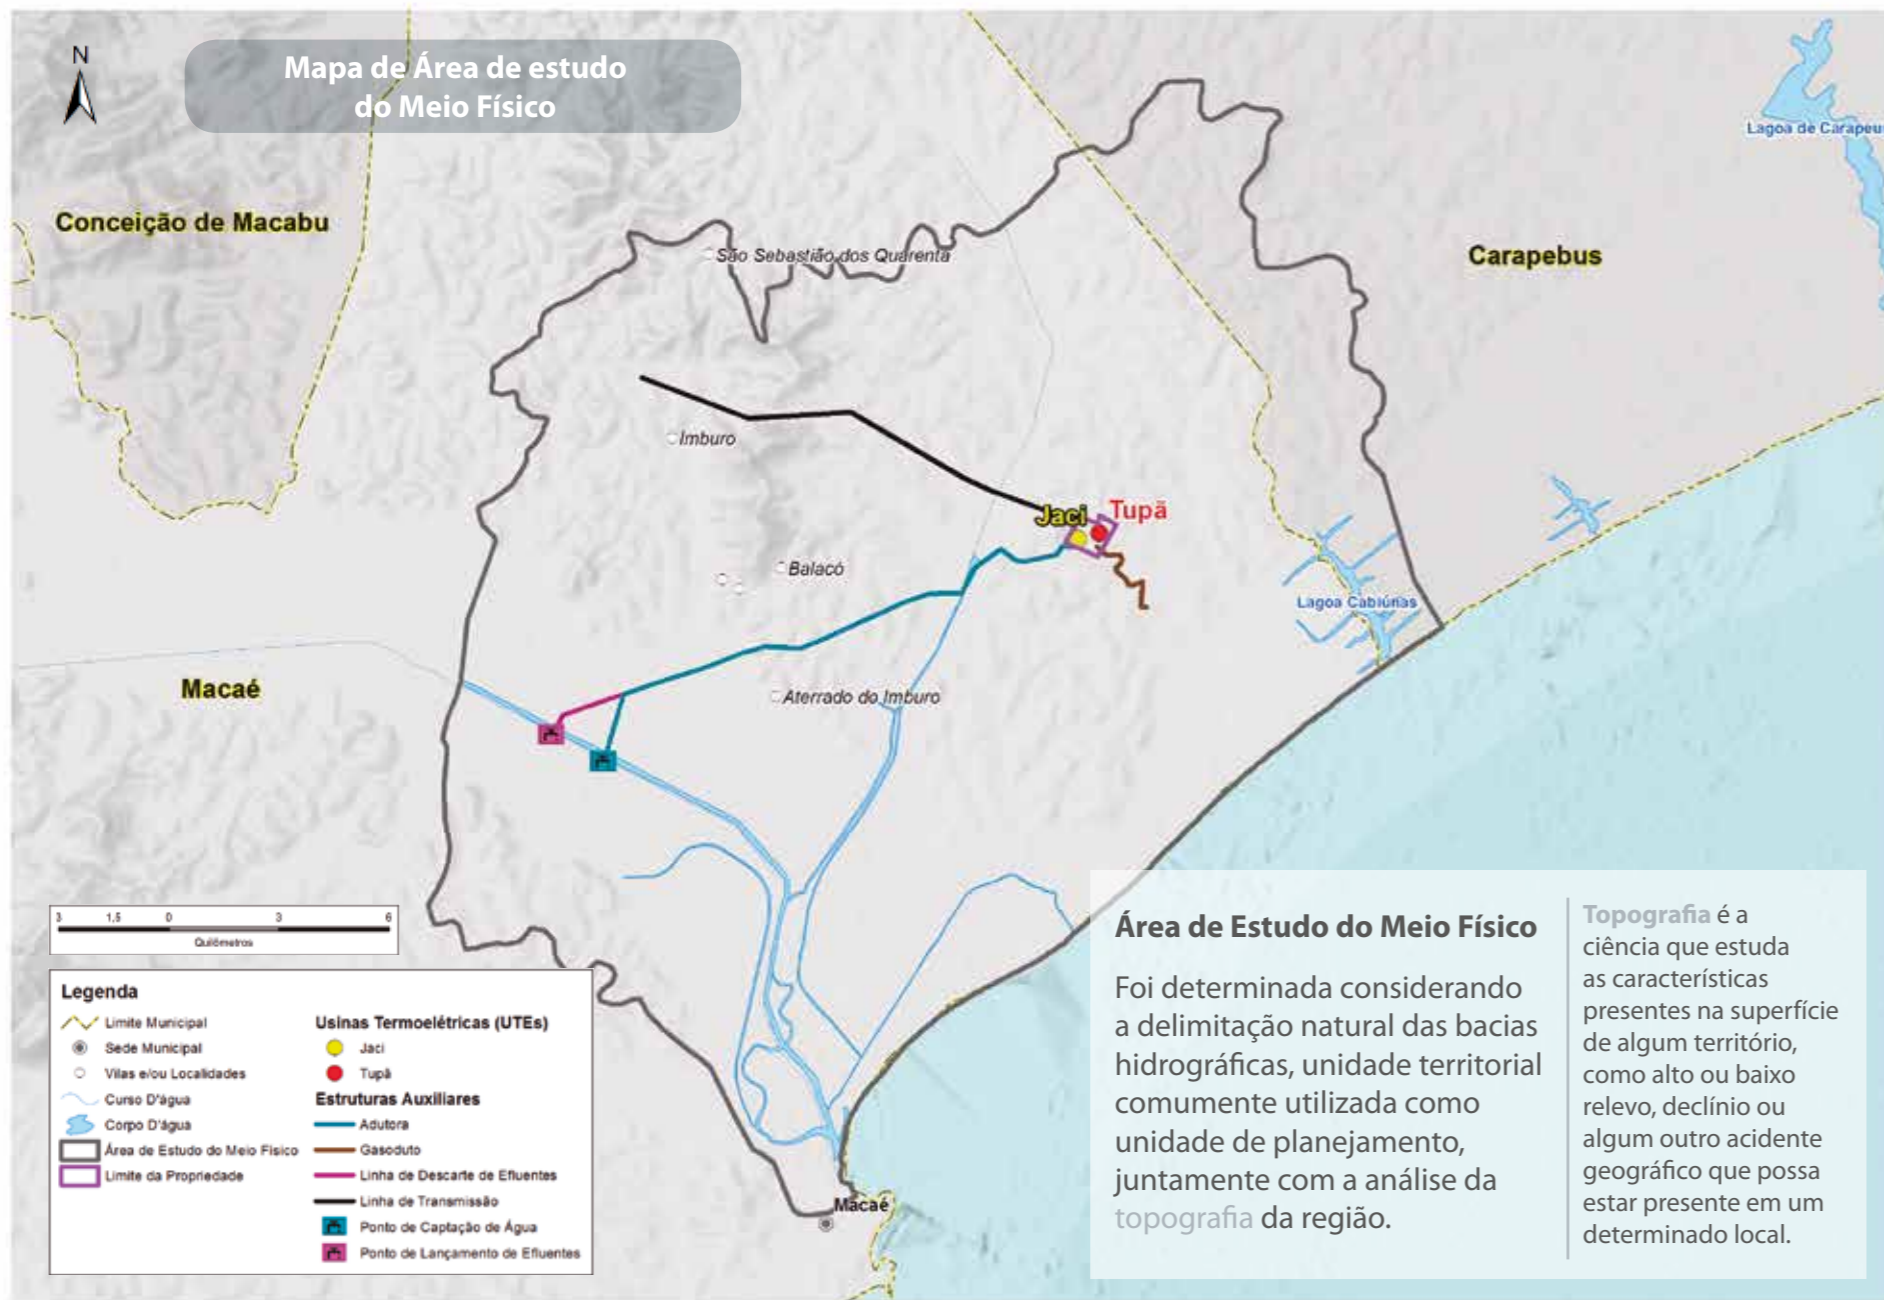 N
Mapa de Área de estudo
do Meio Físico
Lagoa de Carapeu
Conceição de Macabu
São Sebastião dos Quarenta
Carapebus
Imburo
Jaci
Tupã
Balacó
Lagoa Cabiúnas
Macaé
Aterrado do Imburo
3 1,5 0 3 6
Quilômetros
Legenda
Limite Municipal
Sede Municipal
Vilas e/ou Localidades
Curso D'água
Corpo D'água
Área de Estudo do Meio Físico
Limite da Propriedade
Usinas Termoelétricas (UTEs)
Jaci
Tupã
Estruturas Auxiliares
Adutora
Gasoduto
Linha de Descarte de Efluentes
Linha de Transmissão
Ponto de Captação de Água
Ponto de Lançamento de Efluentes
Macaé
Área de Estudo do Meio Físico
Foi determinada considerando
a delimitação natural das bacias
hidrográficas, unidade territorial
comumente utilizada como
unidade de planejamento,
juntamente com a análise da
topografia da região.
Topografia é a
ciência que estuda
as características
presentes na superfície
de algum território,
como alto ou baixo
relevo, declínio ou
algum outro acidente
geográfico que possa
estar presente em um
determinado local.